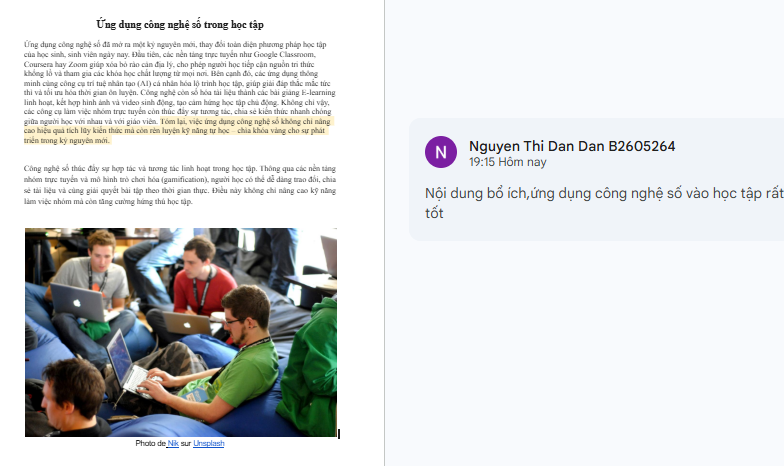 Ứng dụng công nghệ số trong học tập
Ứng dụng công nghệ số đã mở ra một kỷ nguyên mới, thay đổi toàn diện phương pháp học tập
của học sinh, sinh viên ngày nay. Đầu tiên, các nền tảng trực tuyến như Google Classroom,
Coursera hay Zoom giúp xóa bỏ rào cản địa lý, cho phép người học tiếp cận nguồn tri thức
khổng lồ và tham gia các khóa học chất lượng từ mọi nơi. Bên cạnh đó, các ứng dụng thông
minh cùng công cụ trí tuệ nhân tạo (AI) cá nhân hóa lộ trình học tập, giúp giải đáp thắc mắc tức
thì và tối ưu hóa thời gian ôn luyện. Công nghệ còn số hóa tài liệu thành các bài giảng E-learning
linh hoạt, kết hợp hình ảnh và video sinh động, tạo cảm hứng học tập chủ động. Không chỉ vậy,
các công cụ làm việc nhóm trực tuyến còn thúc đẩy sự tương tác, chia sẻ kiến thức nhanh chóng
giữa người học với nhau và với giáo viên. Tóm lại, việc ứng dụng công nghệ số không chỉ nâng
cao hiệu quả tích lũy kiến thức mà còn rèn luyện kỹ năng tự học – chìa khóa vàng cho sự phát
triển trong kỷ nguyên mới.
Công nghệ số thúc đẩy sự hợp tác và tương tác linh hoạt trong học tập. Thông qua các nền tảng
nhóm trực tuyến và mô hình trò chơi hóa (gamification), người học có thể dễ dàng trao đổi, chia
sẻ tài liệu và cùng giải quyết bài tập theo thời gian thực. Điều này không chỉ nâng cao kỹ năng
làm việc nhóm mà còn tăng cường hứng thú học tập.
Photo de Nik sur Unsplash
N
Nguyen Thi Dan Dan B2605264
19:15 Hôm nay
Nội dung bổ ích,ứng dụng công nghệ số vào học tập rất
tốt